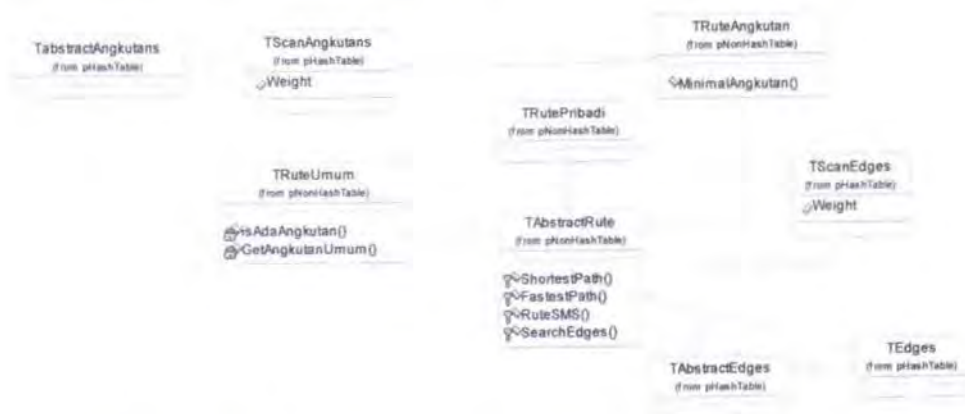 TabstractAngkutans
(from pHashTable)
TScanAngkutans
(from pHashTable)
Weight
TRuteAngkutan
(from pNonHashTable)
MinimalAngkutan()
TRutePribadi
(from pNonHashTable)
TRuteUmum
(from pNonHashTable)
isAdaAngkutan()
GetAngkutanUmum()
TScanEdges
(from pHashTable)
Weight
TAbstractRute
(from pNonHashTable)
ShortestPath()
FastestPath()
RuteSMS()
SearchEdges()
TAbstractEdges
(from pHashTable)
TEdges
(from pHashTable)